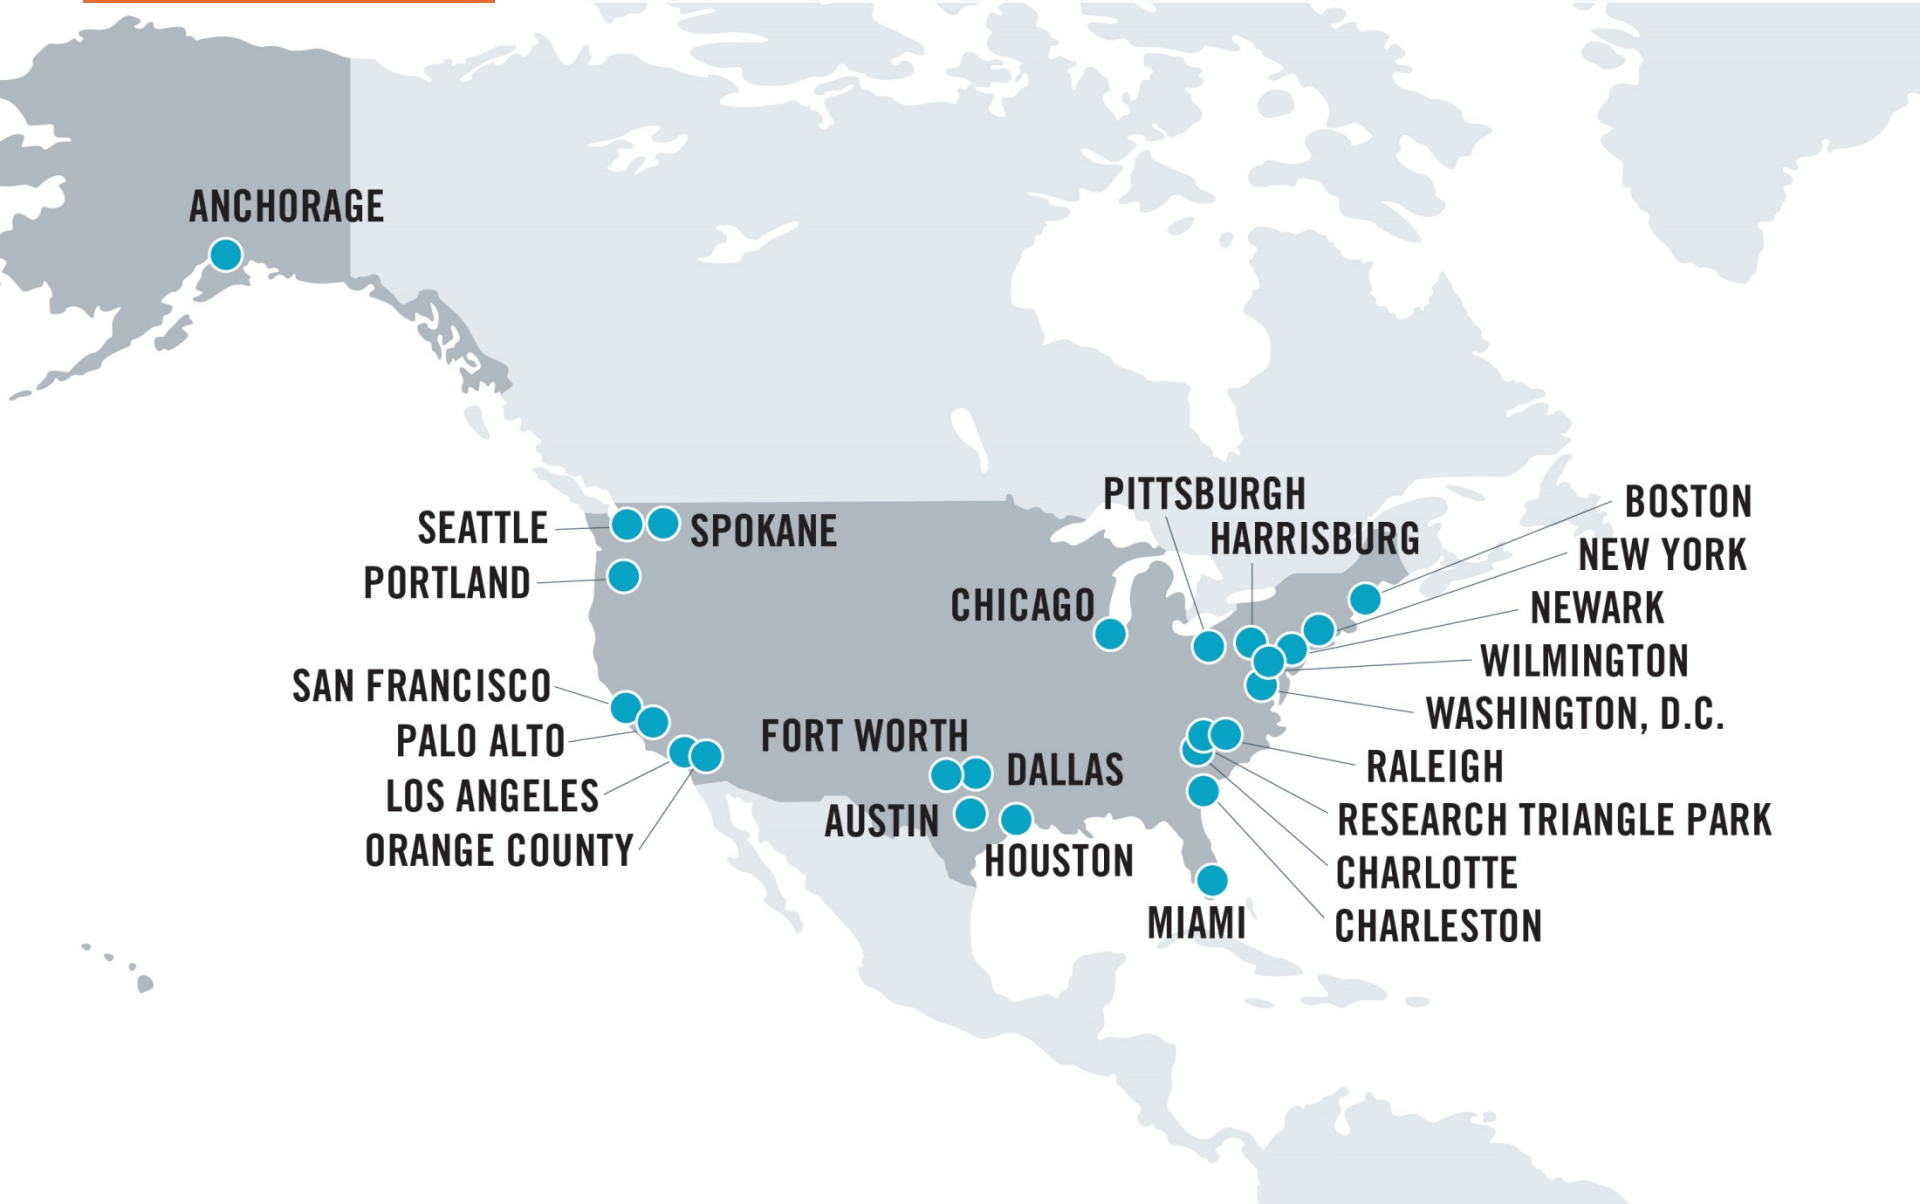 ANCHORAGE
PITTSBURGH
HARRISBURG
BOSTON
NEW YORK
NEWARK
WILMINGTON
WASHINGTON, D.C.
SEATTLE
SPOKANE
PORTLAND
CHICAGO
SAN FRANCISCO
PALO ALTO
LOS ANGELES
ORANGE COUNTY
FORT WORTH
DALLAS
AUSTIN
HOUSTON
RALEIGH
RESEARCH TRIANGLE PARK
CHARLOTTE
CHARLESTON
MIAMI